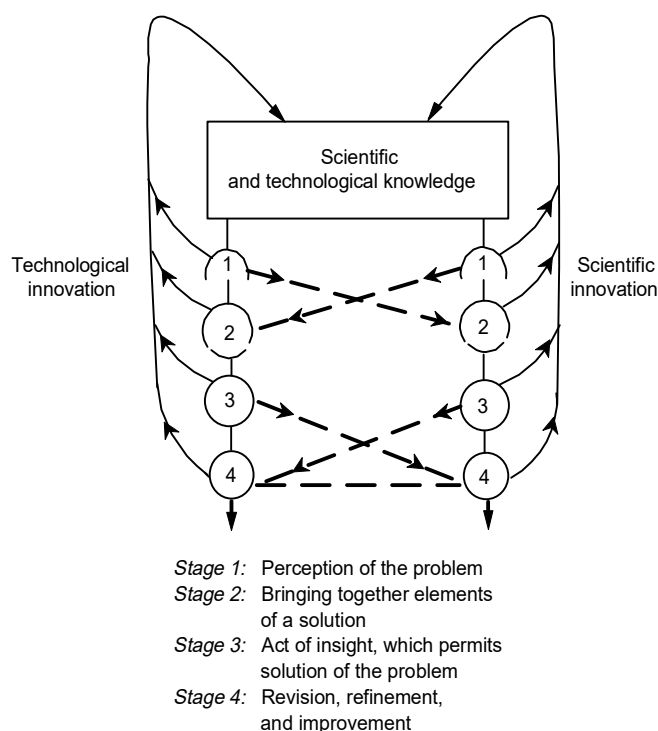 Scientific
and technological knowledge
Technological
innovation
Scientific
innovation
1
1
2
2
3
3
4
4
Stage 1: Perception of the problem
Stage 2: Bringing together elements
of a solution
Stage 3: Act of insight, which permits
solution of the problem
Stage 4: Revision, refinement,
and improvement